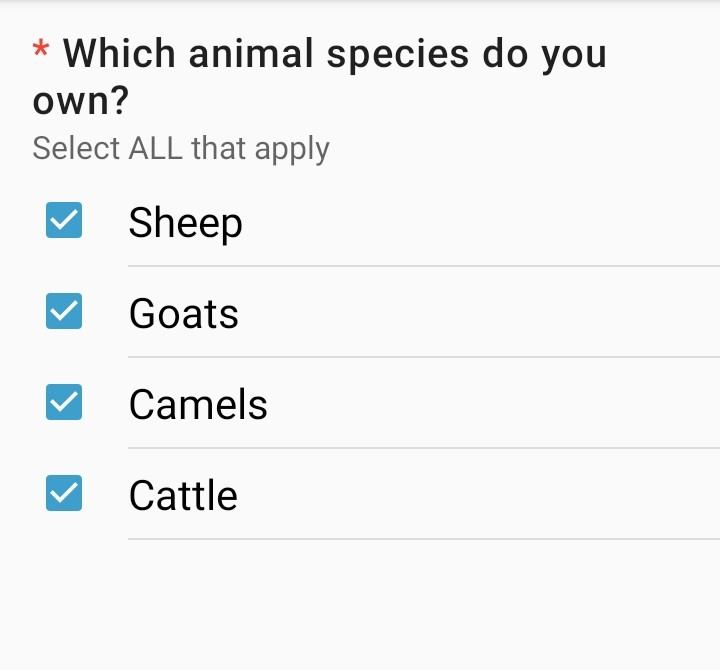 * Which animal species do you
own?
Select ALL that apply
Sheep
Goats
Camels
Cattle